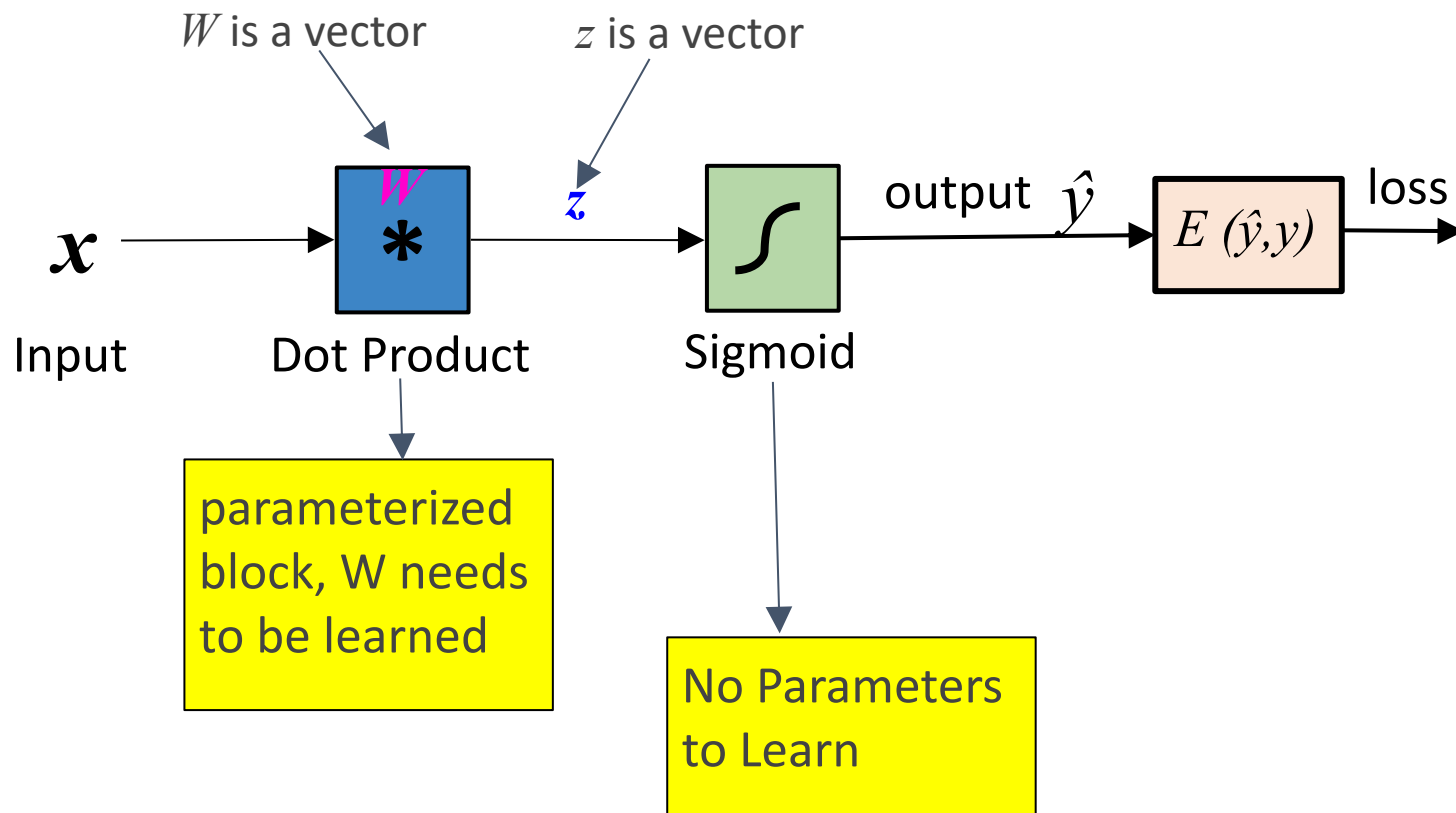 W is a vector
z is a vector
W
*
z
x
output ŷ
E (ŷ,y)
loss
Input
Dot Product
Sigmoid
parameterized
block, W needs
to be learned
No Parameters
to Learn